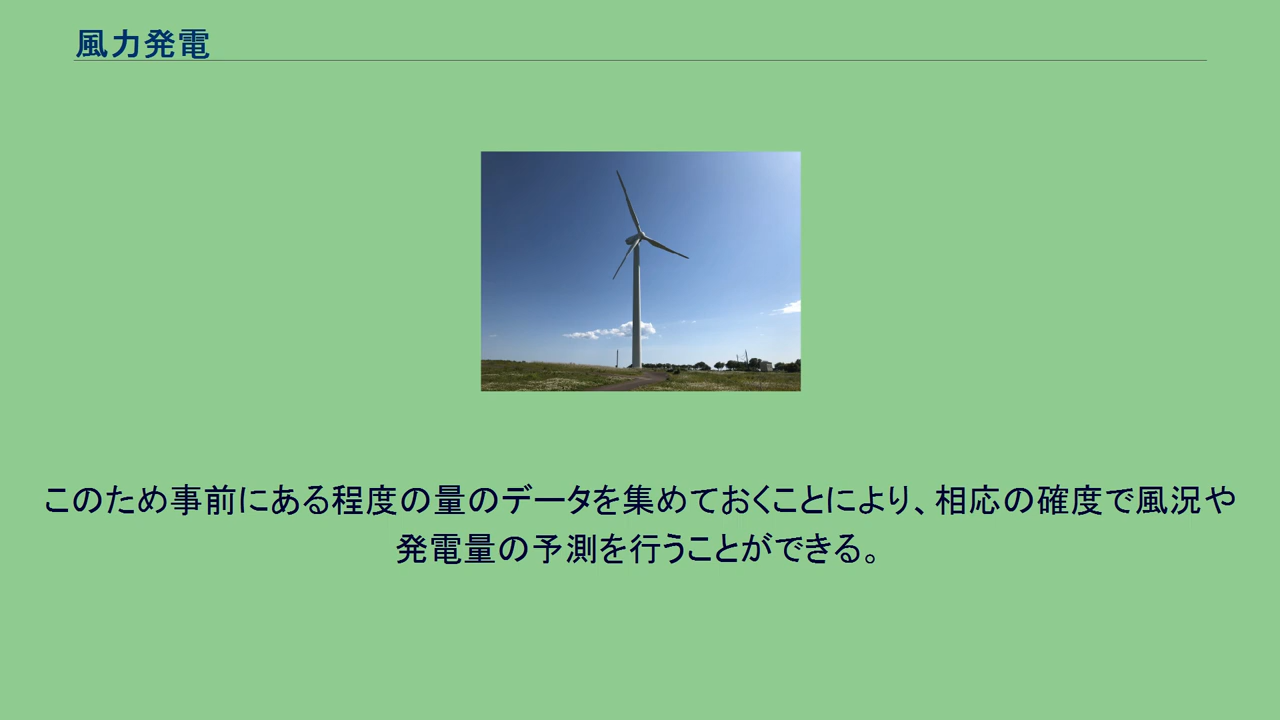 風力発電
このため事前にある程度の量のデータを集めておくことにより、相応の確度で風況や
発電量の予測を行うことができる。